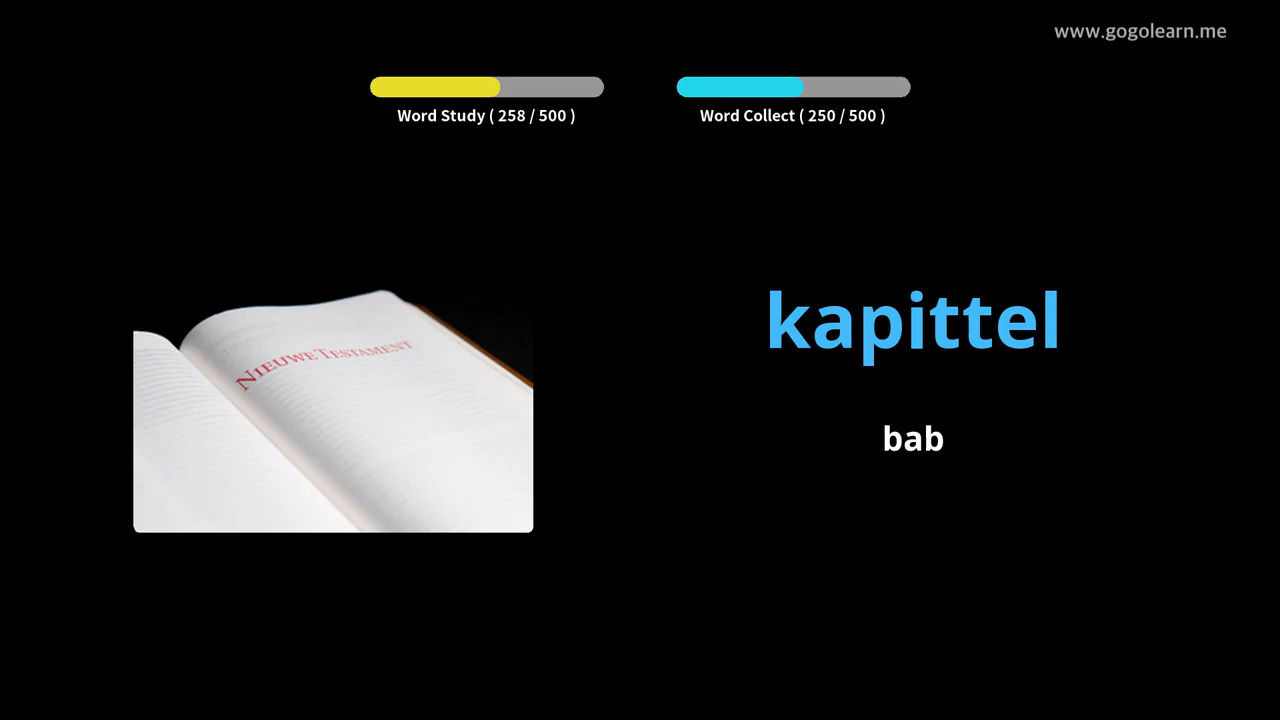 www.gogolearn.me
Word Study ( 258 / 500 )
Word Collect ( 250 / 500 )
NIEUWE TESTAMENT
kapittel
bab